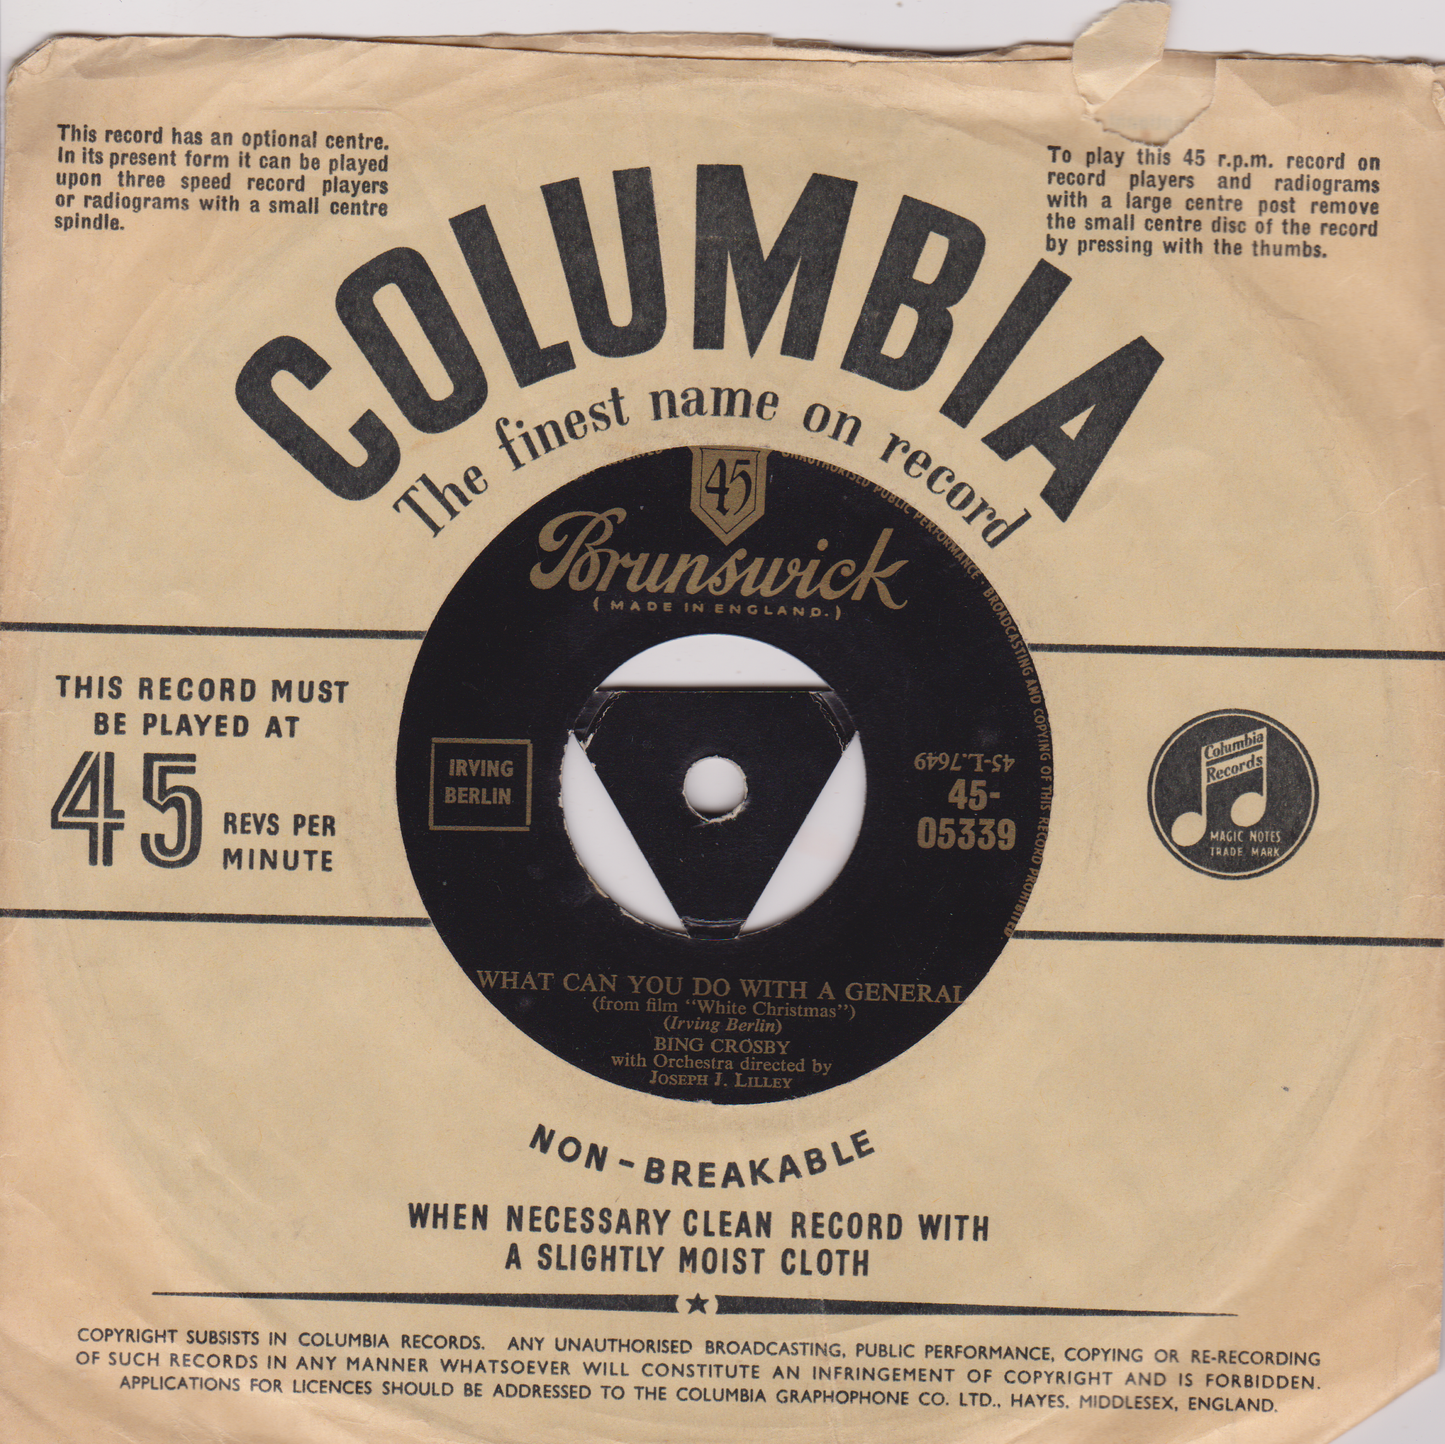 This record has an optional centre.
In its present form it can be played
upon three speed record players
or radiograms with a small centre
spindle.
To play this 45 r.p.m. record on
record players and radiograms
with a large centre post remove
the small centre disc of the record
by pressing with the thumbs.
COLUMBIA
The finest name on record
45
UNAUTHORISED PUBLIC PERFORMANCE · BROADCASTING AND COPYING OF THIS RECORD PROHIBITED
Brunswick
(MADE IN ENGLAND.)
THIS RECORD MUST
BE PLAYED AT
45 REVS PER
MINUTE
IRVING
BERLIN
45-L.7649
45-
05339
Columbia
Records
MAGIC NOTES
TRADE MARK
WHAT CAN YOU DO WITH A GENERAL
(from film "White Christmas")
(Irving Berlin)
BING CROSBY
with Orchestra directed by
JOSEPH J. LILLEY
NON-BREAKABLE
WHEN NECESSARY CLEAN RECORD WITH
A SLIGHTLY MOIST CLOTH
COPYRIGHT SUBSISTS IN COLUMBIA RECORDS. ANY UNAUTHORISED BROADCASTING, PUBLIC PERFORMANCE, COPYING OR RE-RECORDING
OF SUCH RECORDS IN ANY MANNER WHATSOEVER WILL CONSTITUTE AN INFRINGEMENT OF COPYRIGHT AND IS FORBIDDEN.
APPLICATIONS FOR LICENCES SHOULD BE ADDRESSED TO THE COLUMBIA GRAPHOPHONE CO. LTD., HAYES, MIDDLESEX, ENGLAND.